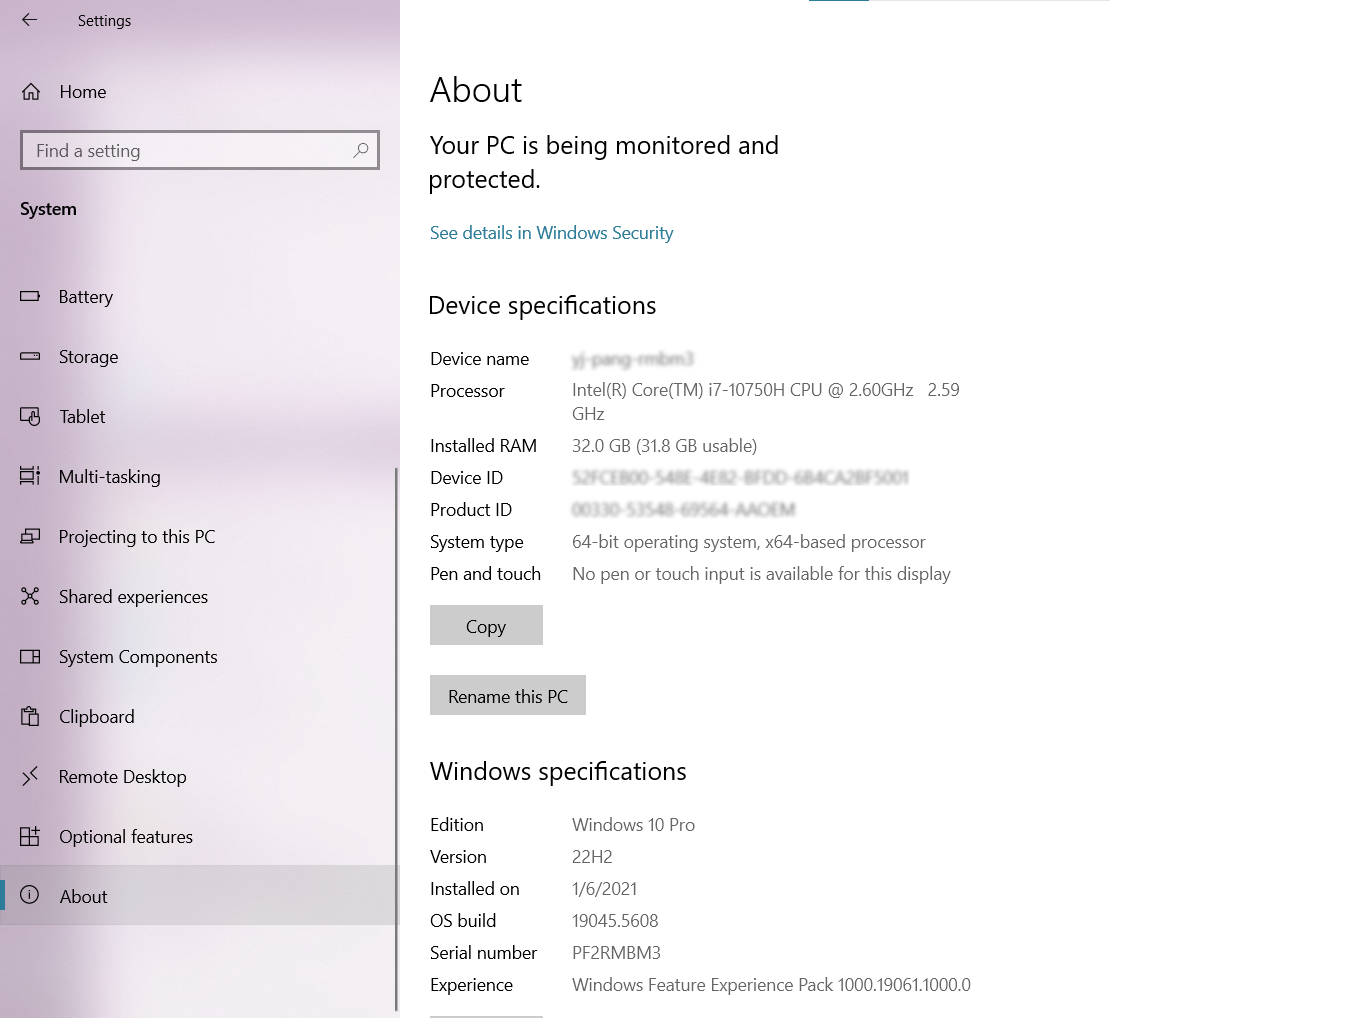 Settings
Home
Find a setting
System
Battery
Storage
Tablet
Multi-tasking
Projecting to this PC
Shared experiences
System Components
Clipboard
Remote Desktop
Optional features
About
About
Your PC is being monitored and
protected.
See details in Windows Security
Device specifications
Device name
Processor Intel(R) Core(TM) i7-10750H CPU @ 2.60GHz 2.59
GHz
Installed RAM 32.0 GB (31.8 GB usable)
Device ID
Product ID
System type 64-bit operating system, x64-based processor
Pen and touch No pen or touch input is available for this display
Copy
Rename this PC
Windows specifications
Edition Windows 10 Pro
Version 22H2
Installed on 1/6/2021
OS build 19045.5608
Serial number PF2RMBM3
Experience Windows Feature Experience Pack 1000.19061.1000.0